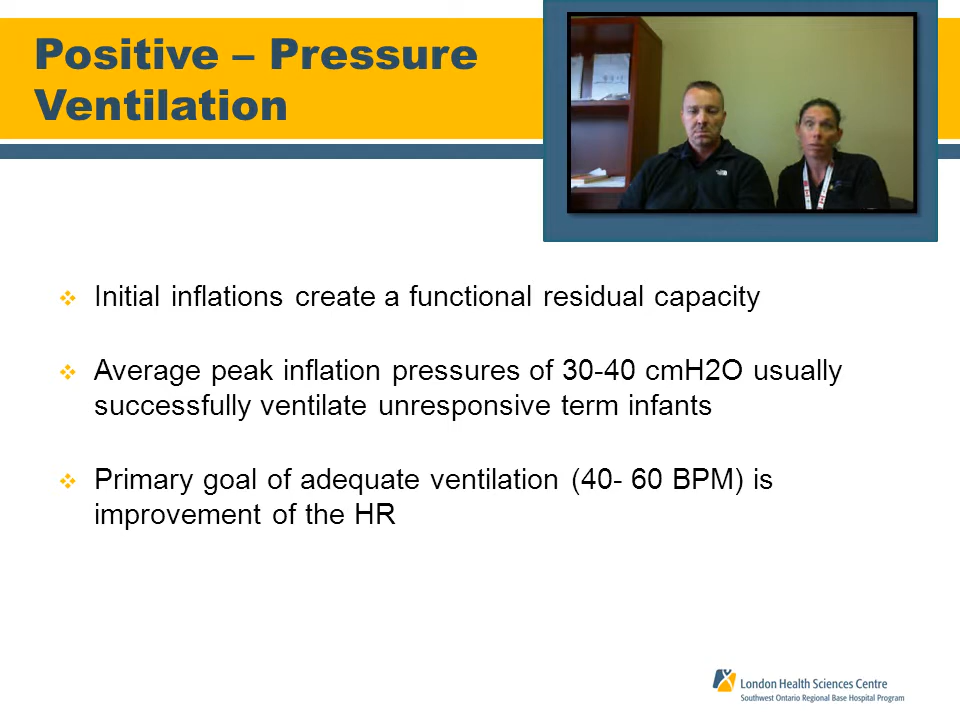 Positive – Pressure
Ventilation
Initial inflations create a functional residual capacity
Average peak inflation pressures of 30-40 cmH2O usually
successfully ventilate unresponsive term infants
Primary goal of adequate ventilation (40- 60 BPM) is
improvement of the HR
London Health Sciences Centre
Southwest Ontario Regional Base Hospital Program